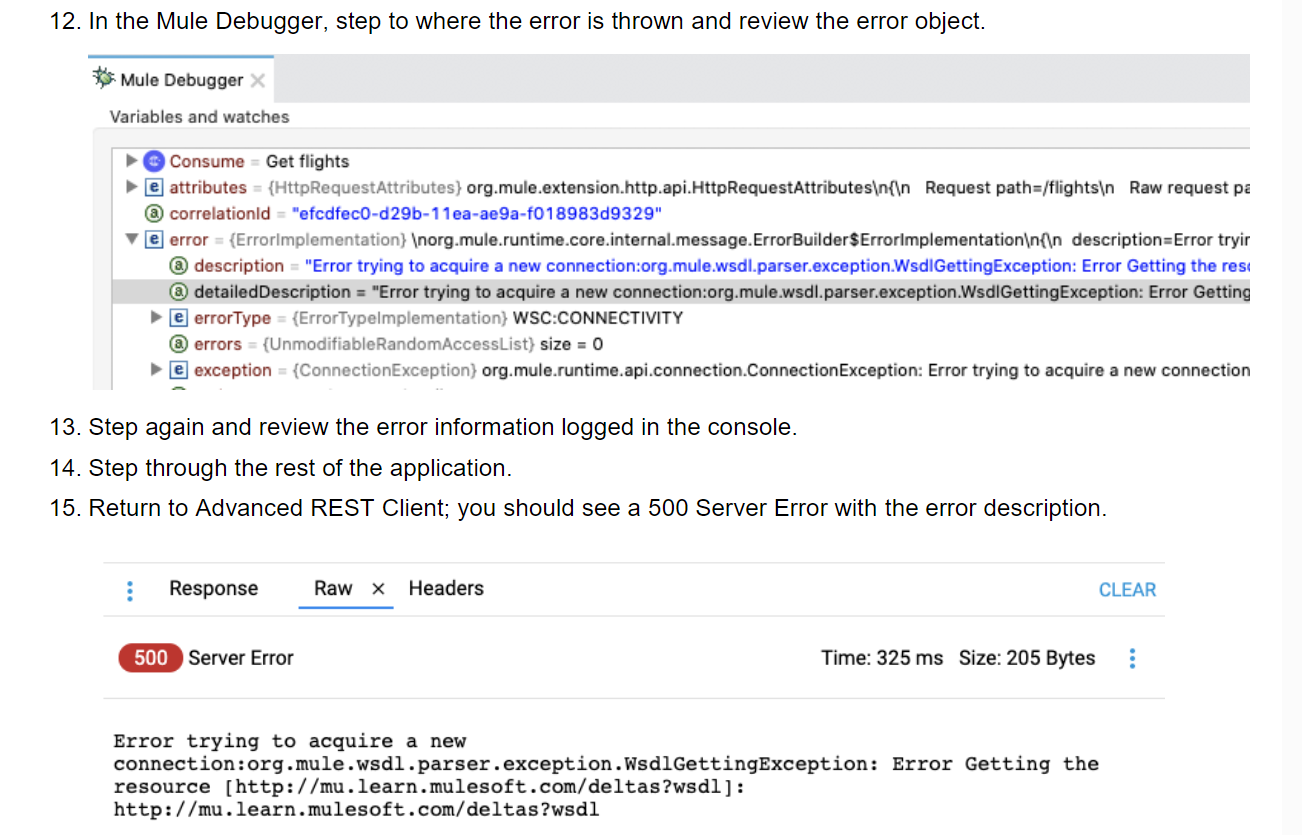 12. In the Mule Debugger, step to where the error is thrown and review the error object.
Mule Debugger
Variables and watches
Consume = Get flights
attributes = {HttpRequestAttributes} org.mule.extension.http.api.HttpRequestAttributes\n{\n   Request path=/flights\n   Raw request pa
correlationId = "efcdfec0-d29b-11ea-ae9a-f018983d9329"
error = {ErrorImplementation} \norg.mule.runtime.core.internal.message.ErrorBuilder$ErrorImplementation\n{\n   description=Error tryin
description = "Error trying to acquire a new connection:org.mule.wsdl.parser.exception.WsdlGettingException: Error Getting the reso
detailedDescription = "Error trying to acquire a new connection:org.mule.wsdl.parser.exception.WsdlGettingException: Error Getting
errorType = {ErrorTypeImplementation} WSC:CONNECTIVITY
errors = {UnmodifiableRandomAccessList} size = 0
exception = {ConnectionException} org.mule.runtime.api.connection.ConnectionException: Error trying to acquire a new connection
13. Step again and review the error information logged in the console.
14. Step through the rest of the application.
15. Return to Advanced REST Client; you should see a 500 Server Error with the error description.
Response Raw × Headers CLEAR
500 Server Error Time: 325 ms Size: 205 Bytes
Error trying to acquire a new
connection:org.mule.wsdl.parser.exception.WsdlGettingException: Error Getting the
resource [http://mu.learn.mulesoft.com/deltas?wsdl]:
http://mu.learn.mulesoft.com/deltas?wsdl